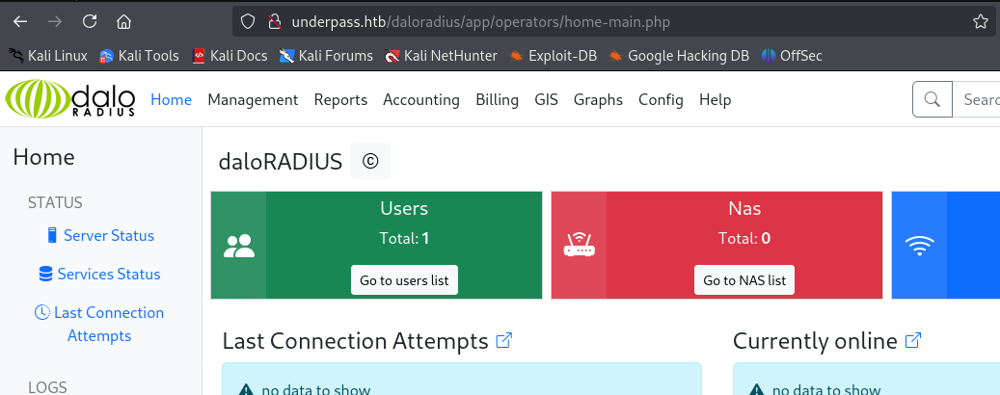 underpass.htb/daloradius/app/operators/home-main.php
Kali Linux Kali Tools Kali Docs Kali Forums Kali NetHunter Exploit-DB Google Hacking DB OffSec
dalo
RADIUS
Home Management Reports Accounting Billing GIS Graphs Config Help
Searc
Home
STATUS
Server Status
Services Status
Last Connection
Attempts
LOGS
daloRADIUS ©
Users
Total: 1
Go to users list
Nas
Total: 0
Go to NAS list
Last Connection Attempts
no data to show
Currently online
no data to show